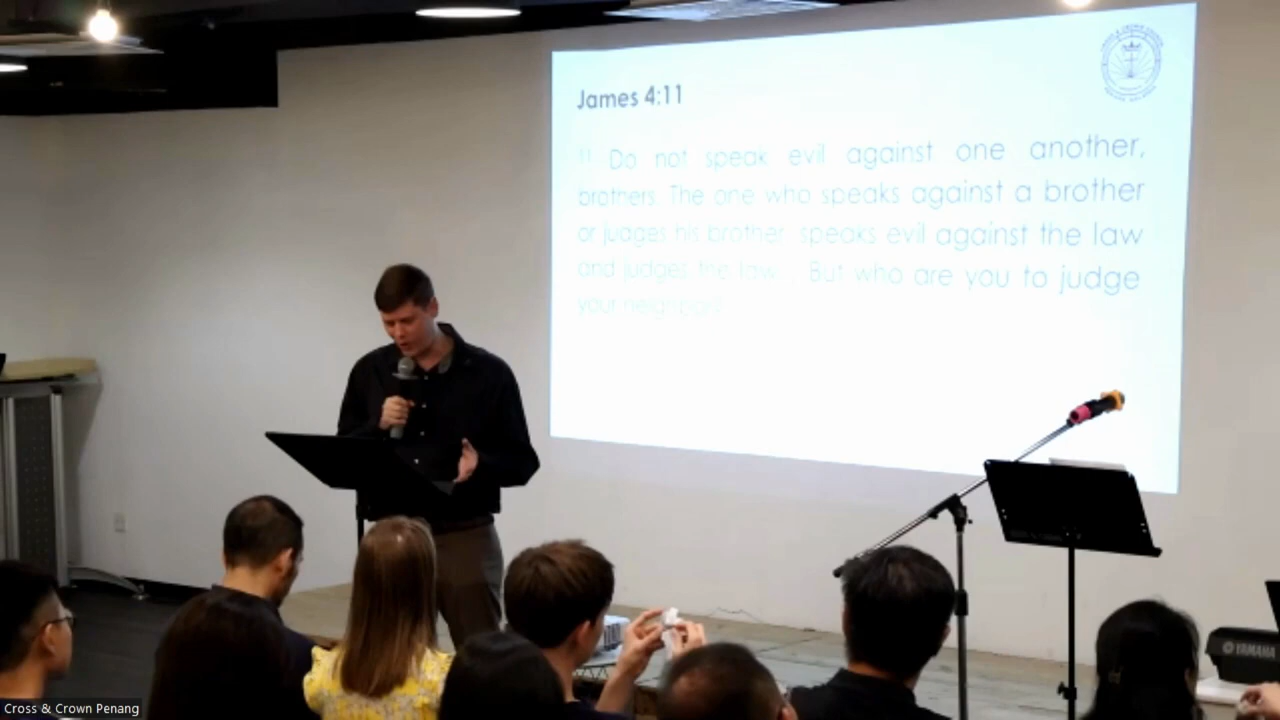 James 4:11
11 Do not speak evil against one another,
brothers. The one who speaks against a brother
or judges his brother, speaks evil against the law
and judges the law. But who are you to judge
your neighbor?
YAMAHA
Cross & Crown Penang